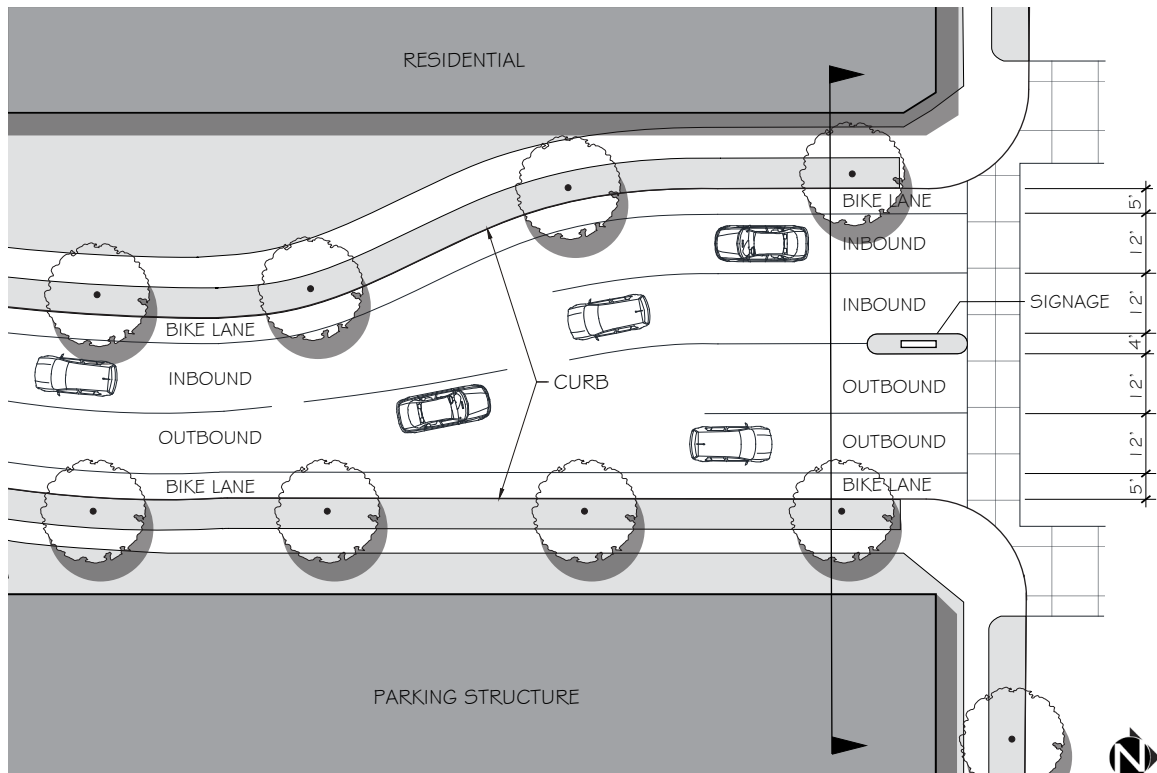 RESIDENTIAL
BIKE LANE
5'
INBOUND
12'
INBOUND
12'
SIGNAGE
4'
BIKE LANE
INBOUND
CURB
OUTBOUND
12'
OUTBOUND
OUTBOUND
12'
BIKE LANE
BIKE LANE
5'
PARKING STRUCTURE
N